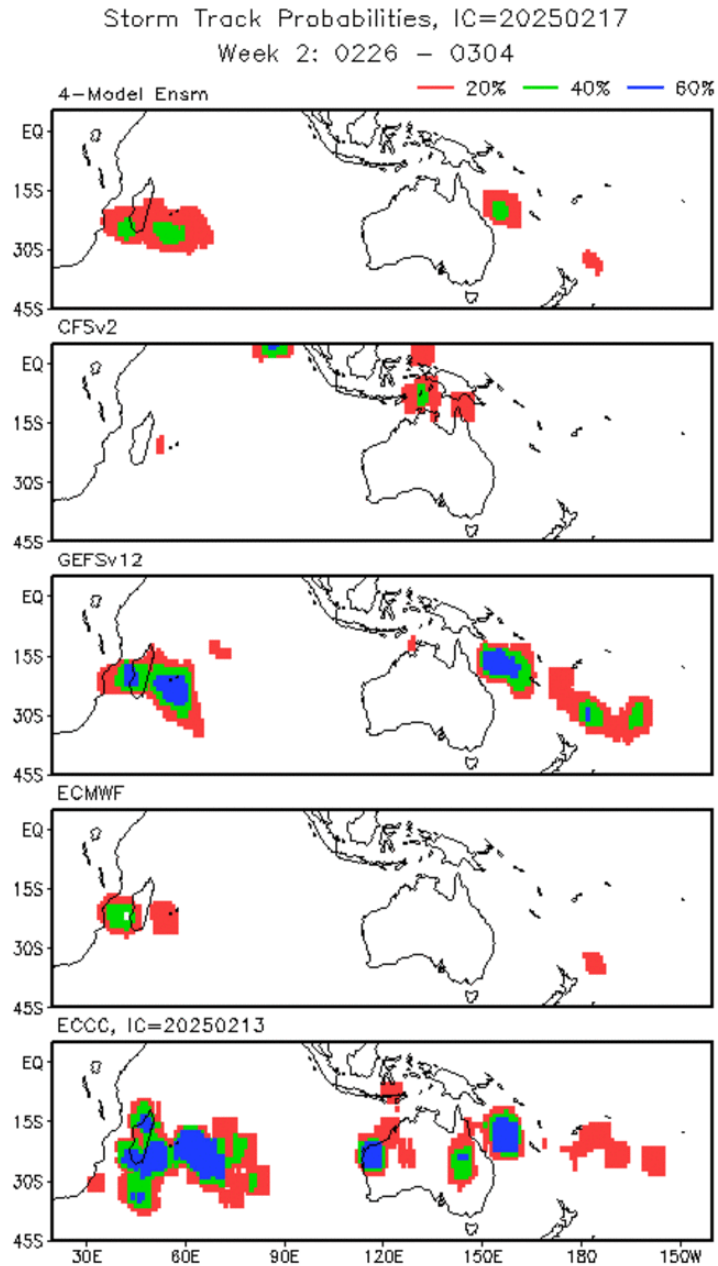 Storm Track Probabilities, IC=20250217
Week 2: 0226 – 0304
4-Model Ensm 20% 40% 60%
EQ
15S
30S
45S
CFSv2
EQ
15S
30S
45S
GEFSv12
EQ
15S
30S
45S
ECMWF
EQ
15S
30S
45S
ECCC, IC=20250213
EQ
15S
30S
45S
30E 60E 90E 120E 150E 180 150W